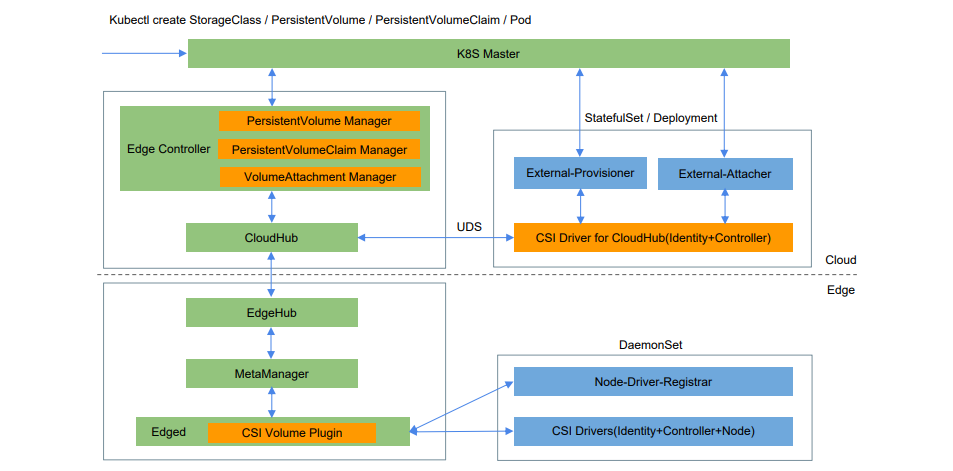 Kubectl create StorageClass / PersistentVolume / PersistentVolumeClaim / Pod
K8S Master
Edge Controller
PersistentVolume Manager
PersistentVolumeClaim Manager
VolumeAttachment Manager
StatefulSet / Deployment
External-Provisioner
External-Attacher
CloudHub
UDS
CSI Driver for CloudHub(Identity+Controller)
Cloud
Edge
EdgeHub
MetaManager
Edged
CSI Volume Plugin
DaemonSet
Node-Driver-Registrar
CSI Drivers(Identity+Controller+Node)